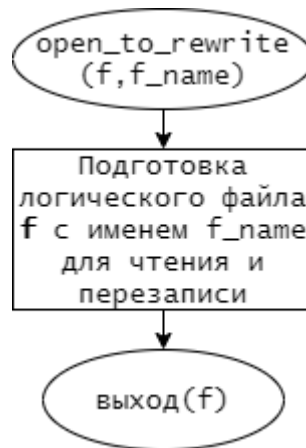 open_to_rewrite
(f,f_name)
Подготовка
логического файла
f с именем f_name
для чтения и
перезаписи
выход(f)